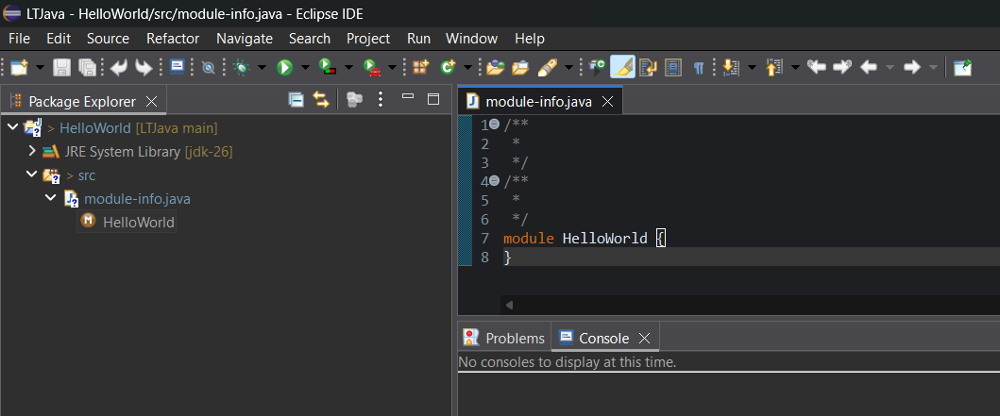 LTJava - HelloWorld/src/module-info.java - Eclipse IDE
File Edit Source Refactor Navigate Search Project Run Window Help
Package Explorer
> HelloWorld [LTJava main]
JRE System Library [jdk-26]
> src
module-info.java
HelloWorld
module-info.java
1 /**
2  *
3  */
4 /**
5  *
6  */
7 module HelloWorld {
8 }
Problems Console
No consoles to display at this time.